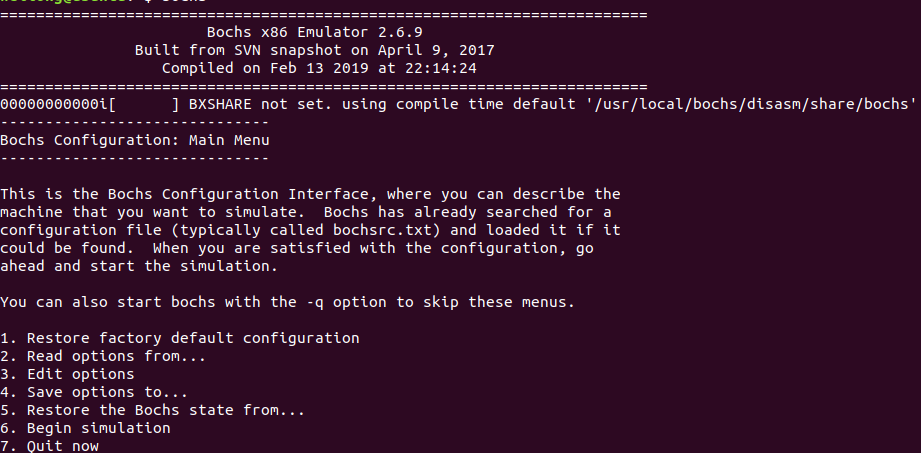 ========================================================================
Bochs x86 Emulator 2.6.9
Built from SVN snapshot on April 9, 2017
Compiled on Feb 13 2019 at 22:14:24
========================================================================
00000000000i[      ] BXSHARE not set. using compile time default '/usr/local/bochs/disasm/share/bochs'
------------------------------
Bochs Configuration: Main Menu
------------------------------
This is the Bochs Configuration Interface, where you can describe the
machine that you want to simulate.  Bochs has already searched for a
configuration file (typically called bochsrc.txt) and loaded it if it
could be found.  When you are satisfied with the configuration, go
ahead and start the simulation.
You can also start bochs with the -q option to skip these menus.
1. Restore factory default configuration
2. Read options from...
3. Edit options
4. Save options to...
5. Restore the Bochs state from...
6. Begin simulation
7. Quit now